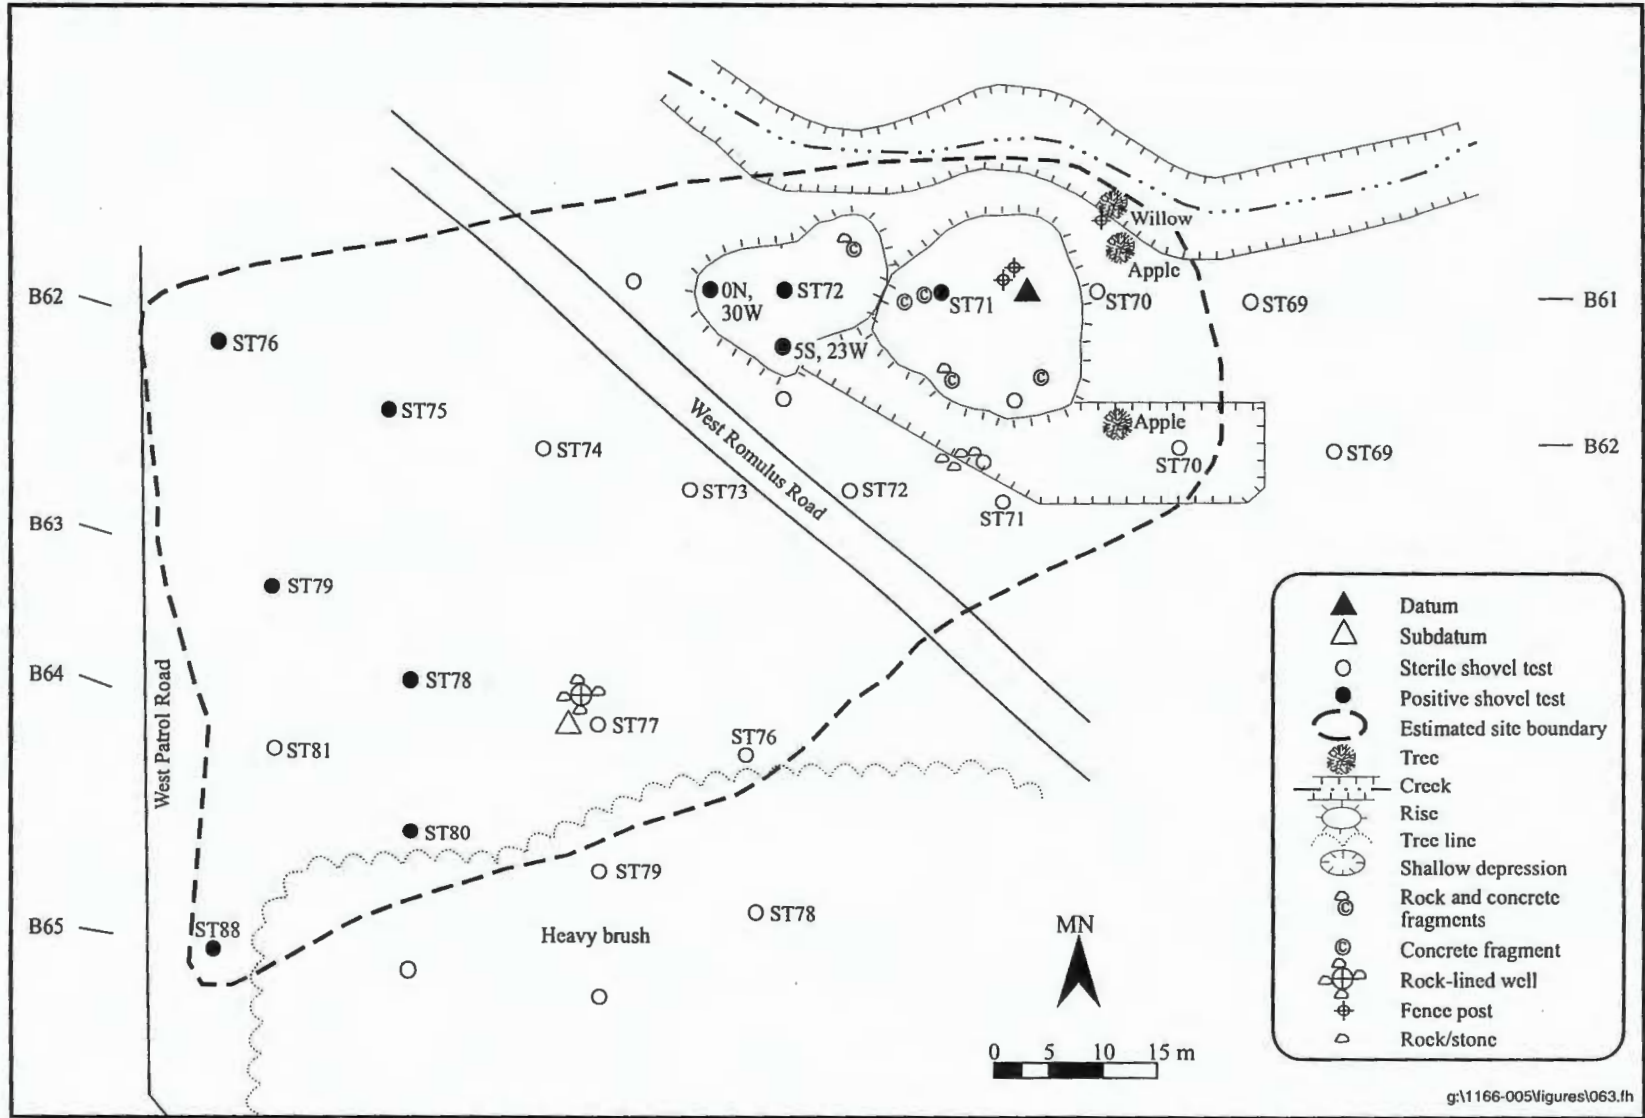 Willow
Apple
B62
0N,
30W
ST72
ST71
ST70
ST69
B61
ST76
5S, 23W
ST75
West Romulus Road
Apple
ST74
ST70
ST69
B62
ST73
ST72
ST71
B63
ST79
B64
ST78
ST77
ST76
West Patrol Road
ST81
ST80
ST79
ST78
B65
ST88
Heavy brush
MN
0 5 10 15 m
Datum
Subdatum
Sterile shovel test
Positive shovel test
Estimated site boundary
Tree
Creek
Rise
Tree line
Shallow depression
Rock and concrete
fragments
© Concrete fragment
Rock-lined well
Fence post
Rock/stone
g:\1166-005\figures\063.fh